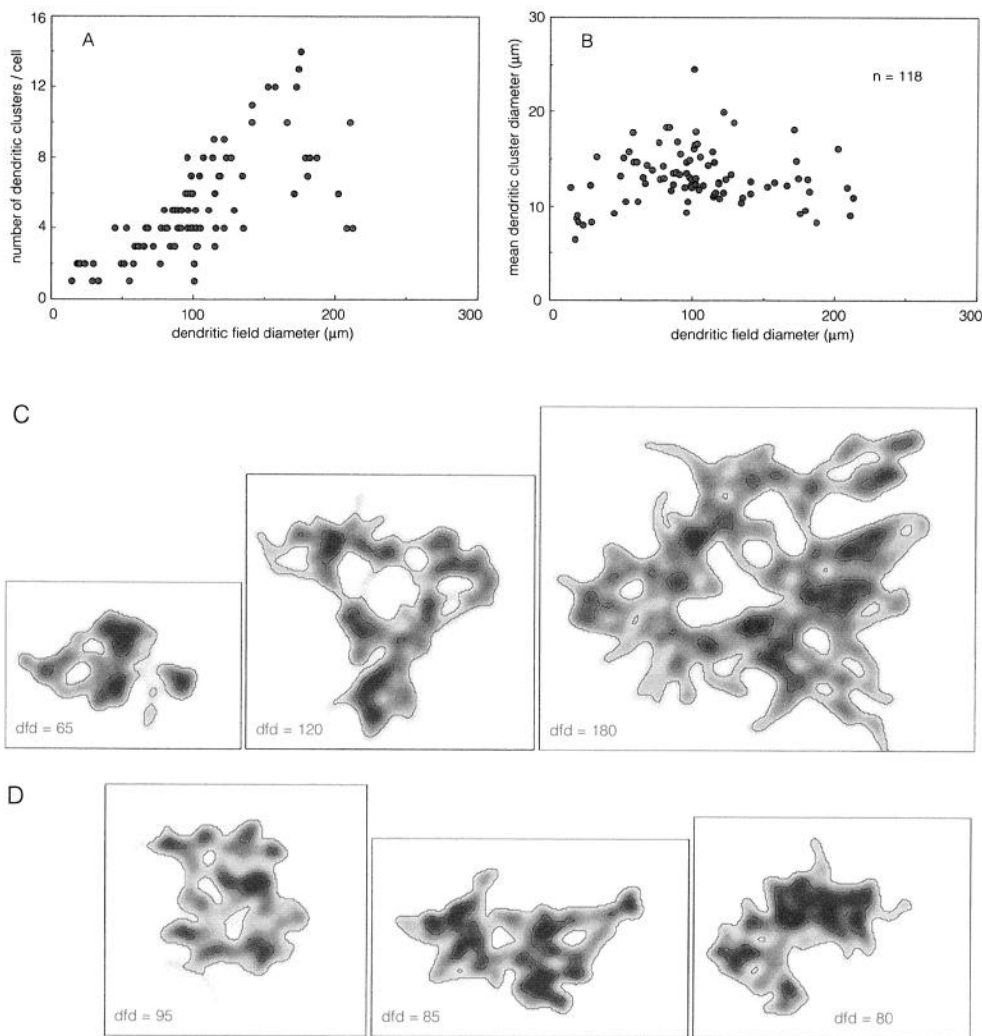 A
number of dendritic clusters / cell
16
12
8
4
0
0
100
200
300
dendritic field diameter (µm)
B
n = 118
mean dendritic cluster diameter (µm)
30
20
10
0
0
100
200
300
dendritic field diameter (µm)
C
dfd = 65
dfd = 120
dfd = 180
D
dfd = 95
dfd = 85
dfd = 80